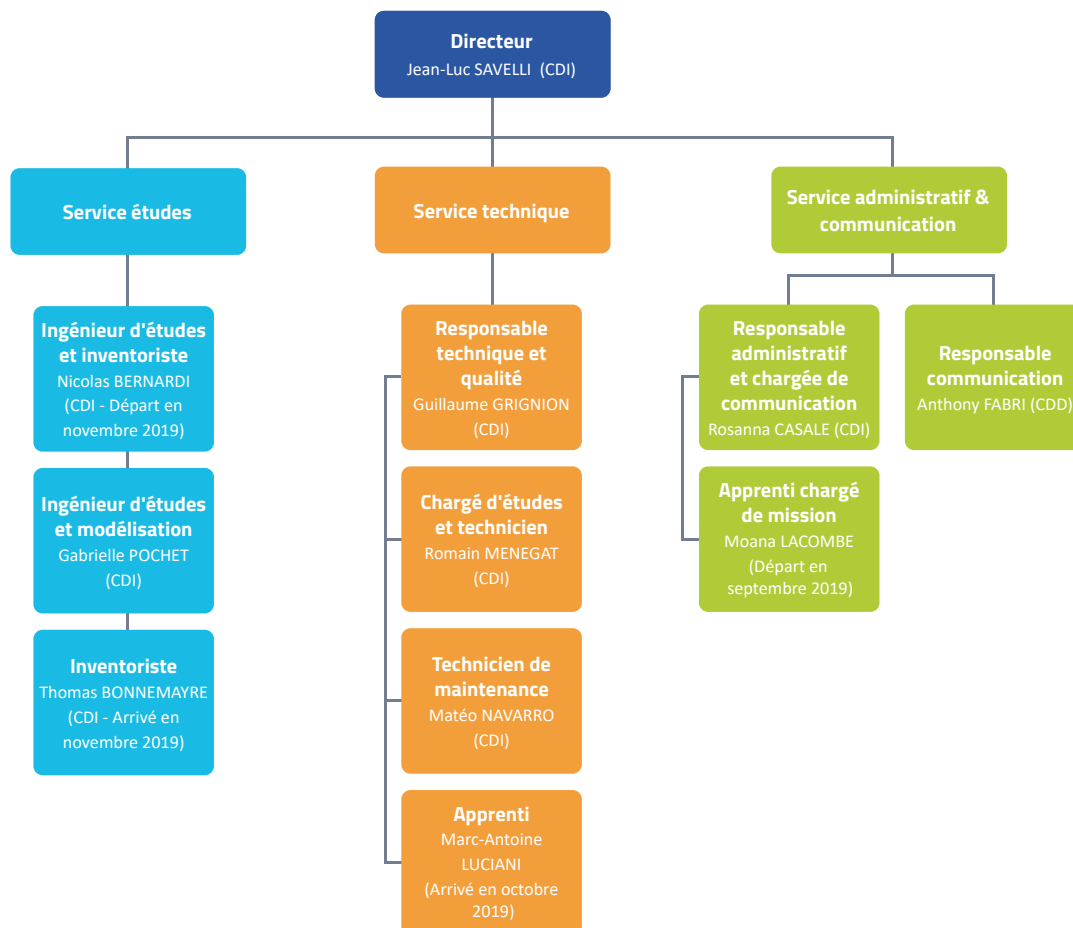 Directeur
Jean-Luc SAVELLI (CDI)
Service études
Service technique
Service administratif &
communication
Ingénieur d'études
et inventoriste
Nicolas BERNARDI
(CDI - Départ en
novembre 2019)
Ingénieur d'études
et modélisation
Gabrielle POCHET
(CDI)
Inventoriste
Thomas BONNEMAYRE
(CDI - Arrivé en
novembre 2019)
Responsable
technique et
qualité
Guillaume GRIGNION
(CDI)
Chargé d'études
et technicien
Romain MENEGAT
(CDI)
Technicien de
maintenance
Matéo NAVARRO
(CDI)
Apprenti
Marc-Antoine
LUCIANI
(Arrivé en octobre
2019)
Responsable
administratif
et chargée de
communication
Rosanna CASALE (CDI)
Apprenti chargé
de mission
Moana LACOMBE
(Départ en
septembre 2019)
Responsable
communication
Anthony FABRI (CDD)